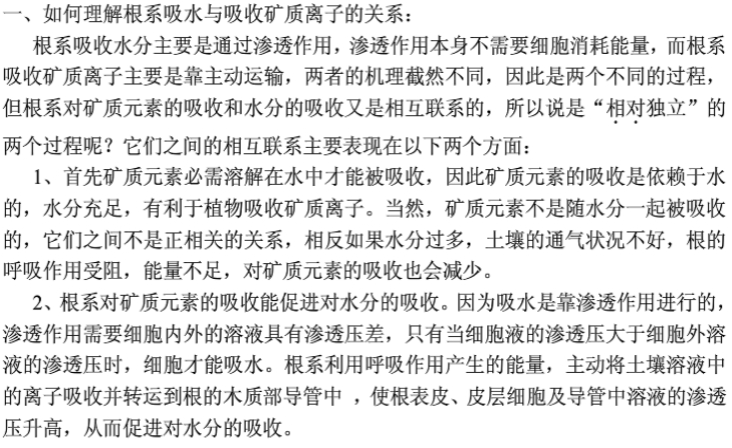 一、如何理解根系吸水与吸收矿质离子的关系：
根系吸收水分主要是通过渗透作用，渗透作用本身不需要细胞消耗能量，而根系
吸收矿质离子主要是靠主动运输，两者的机理截然不同，因此是两个不同的过程，
但根系对矿质元素的吸收和水分的吸收又是相互联系的，所以说是“相对独立”的
两个过程呢？它们之间的相互联系主要表现在以下两个方面：
1、首先矿质元素必需溶解在水中才能被吸收，因此矿质元素的吸收是依赖于水
的，水分充足，有利于植物吸收矿质离子。当然，矿质元素不是随水分一起被吸收
的，它们之间不是正相关的关系，相反如果水分过多，土壤的通气状况不好，根的
呼吸作用受阻，能量不足，对矿质元素的吸收也会减少。
2、根系对矿质元素的吸收能促进对水分的吸收。因为吸水是靠渗透作用进行的，
渗透作用需要细胞内外的溶液具有渗透压差，只有当细胞液的渗透压大于细胞外溶
液的渗透压时，细胞才能吸水。根系利用呼吸作用产生的能量，主动将土壤溶液中
的离子吸收并转运到根的木质部导管中 ，使根表皮、皮层细胞及导管中溶液的渗透
压升高，从而促进对水分的吸收。